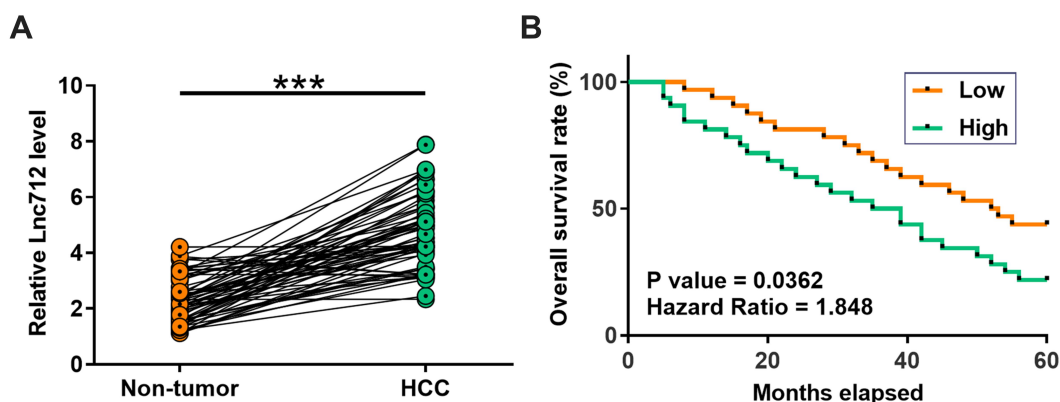 A
***
Relative Lnc712 level
10
8
6
4
2
0
Non-tumor
HCC
B
Overall survival rate (%)
100
50
0
Low
High
P value = 0.0362
Hazard Ratio = 1.848
0
20
40
60
Months elapsed